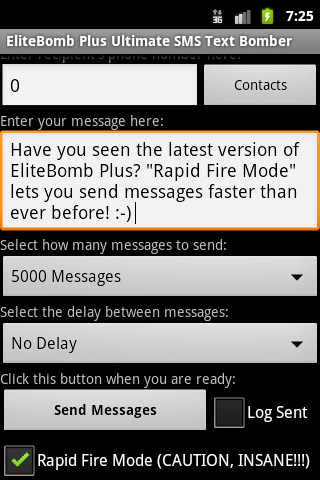 3G 7:25
EliteBomb Plus Ultimate SMS Text Bomber
Enter recipient's phone number here:
0 Contacts
Enter your message here:
Have you seen the latest version of
EliteBomb Plus? "Rapid Fire Mode"
lets you send messages faster than
ever before! :-)
Select how many messages to send:
5000 Messages
Select the delay between messages:
No Delay
Click this button when you are ready:
Send Messages Log Sent
Rapid Fire Mode (CAUTION, INSANE!!!)